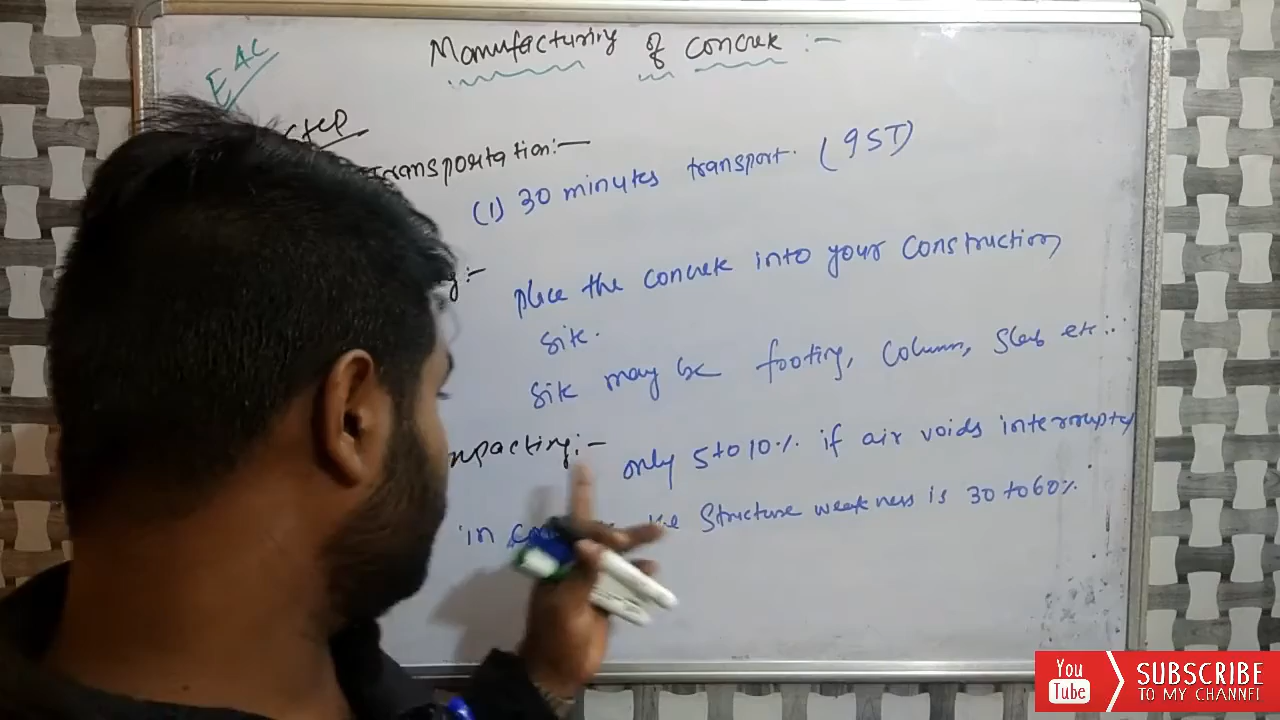 EAC
Manufacturing of concrete :-
Step
Transportation:-
(1) 30 minutes transport. (IST)
:-
place the concrete into your construction
site.
site may be footing, column, slab etc...
mpacting:-
only 5 to 10% if air voids interrupty
in the structure weakness is 30 to 60%
You Tube
SUBSCRIBE
TO MY CHANNEL